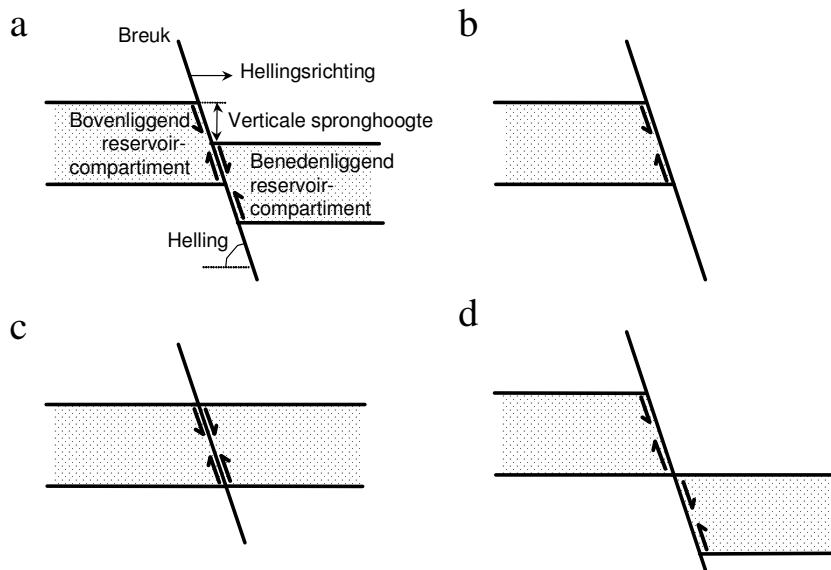 a
Breuk
Hellingsrichting
Bovenliggend
reservoir-
compartiment
Verticale spronghoogte
Benedenliggend
reservoir-
compartiment
Helling
b
c
d